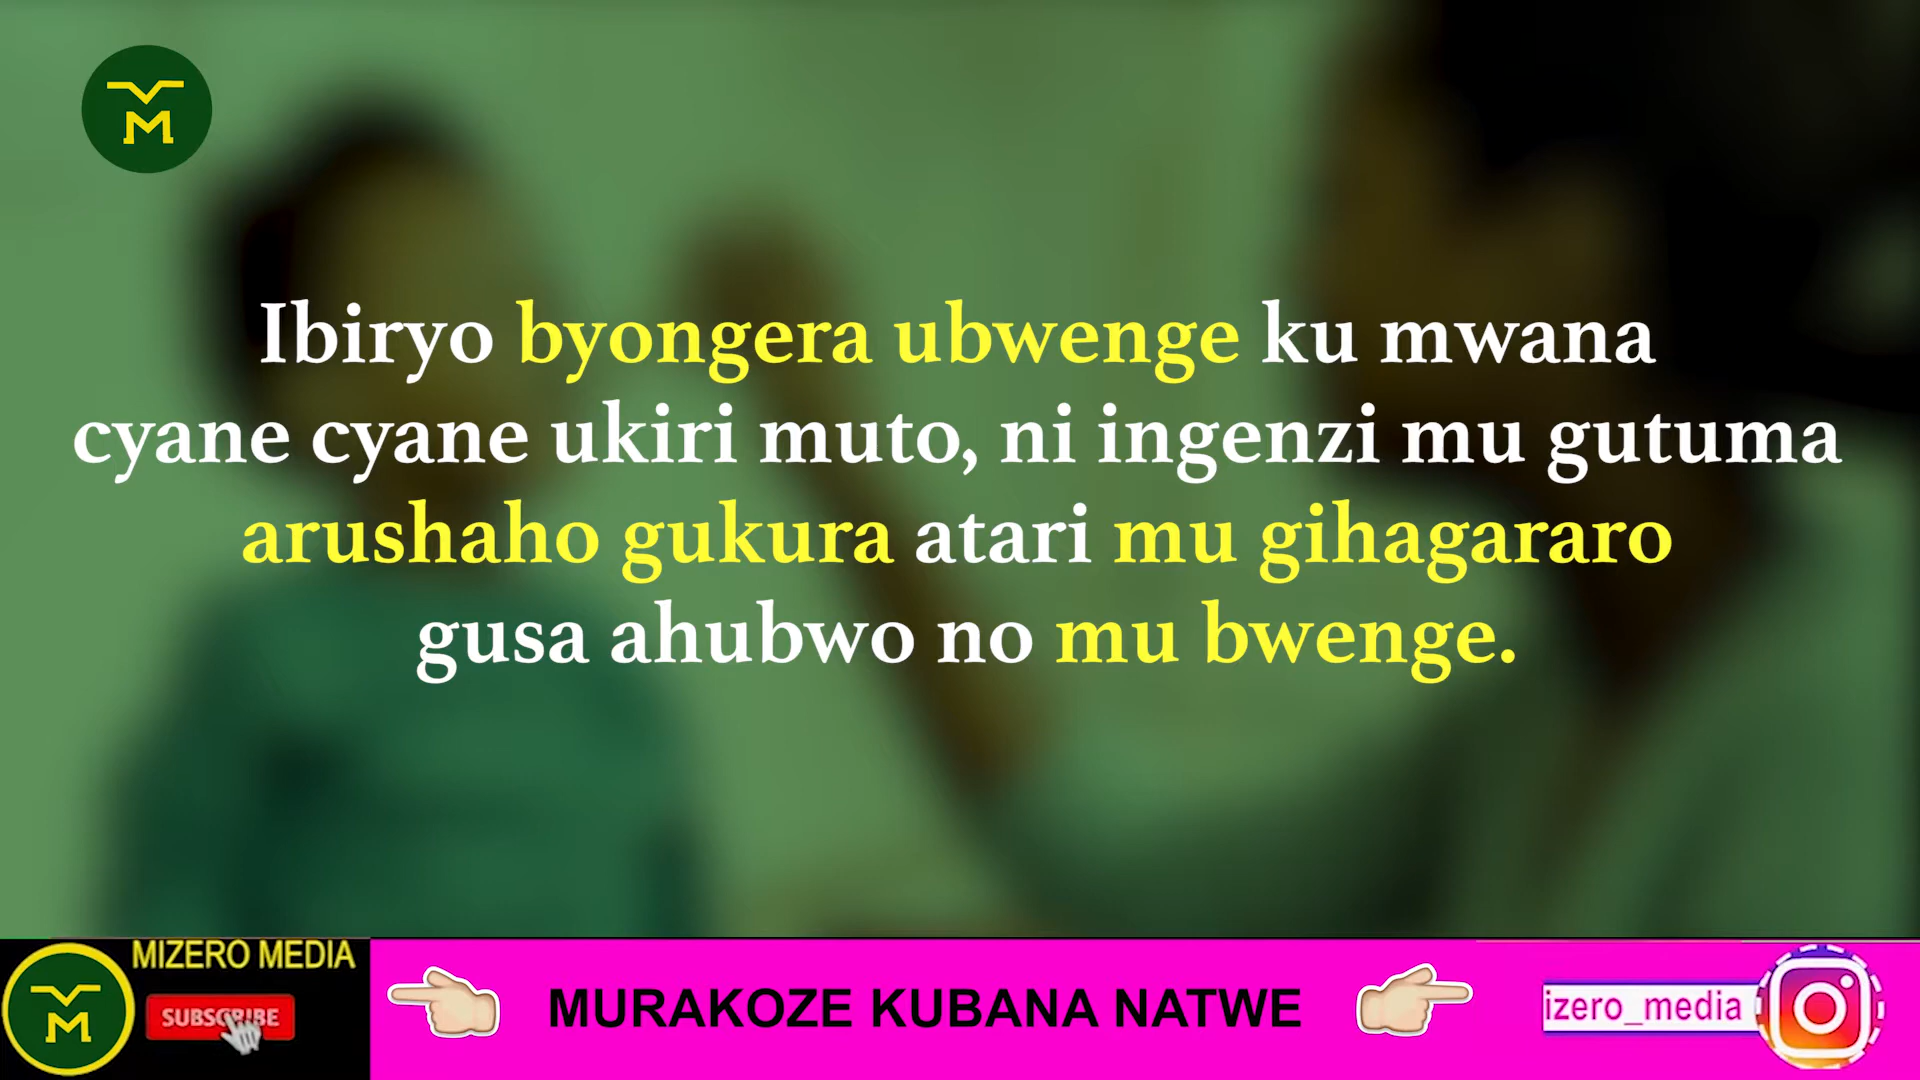 Ibiryo byongera ubwenge ku mwana
cyane cyane ukiri muto, ni ingenzi mu gutuma
arushaho gukura atari mu gihagararo
gusa ahubwo no mu bwenge.
MIZERO MEDIA
SUBSCRIBE
MURAKOZE KUBANA NATWE
izero_media